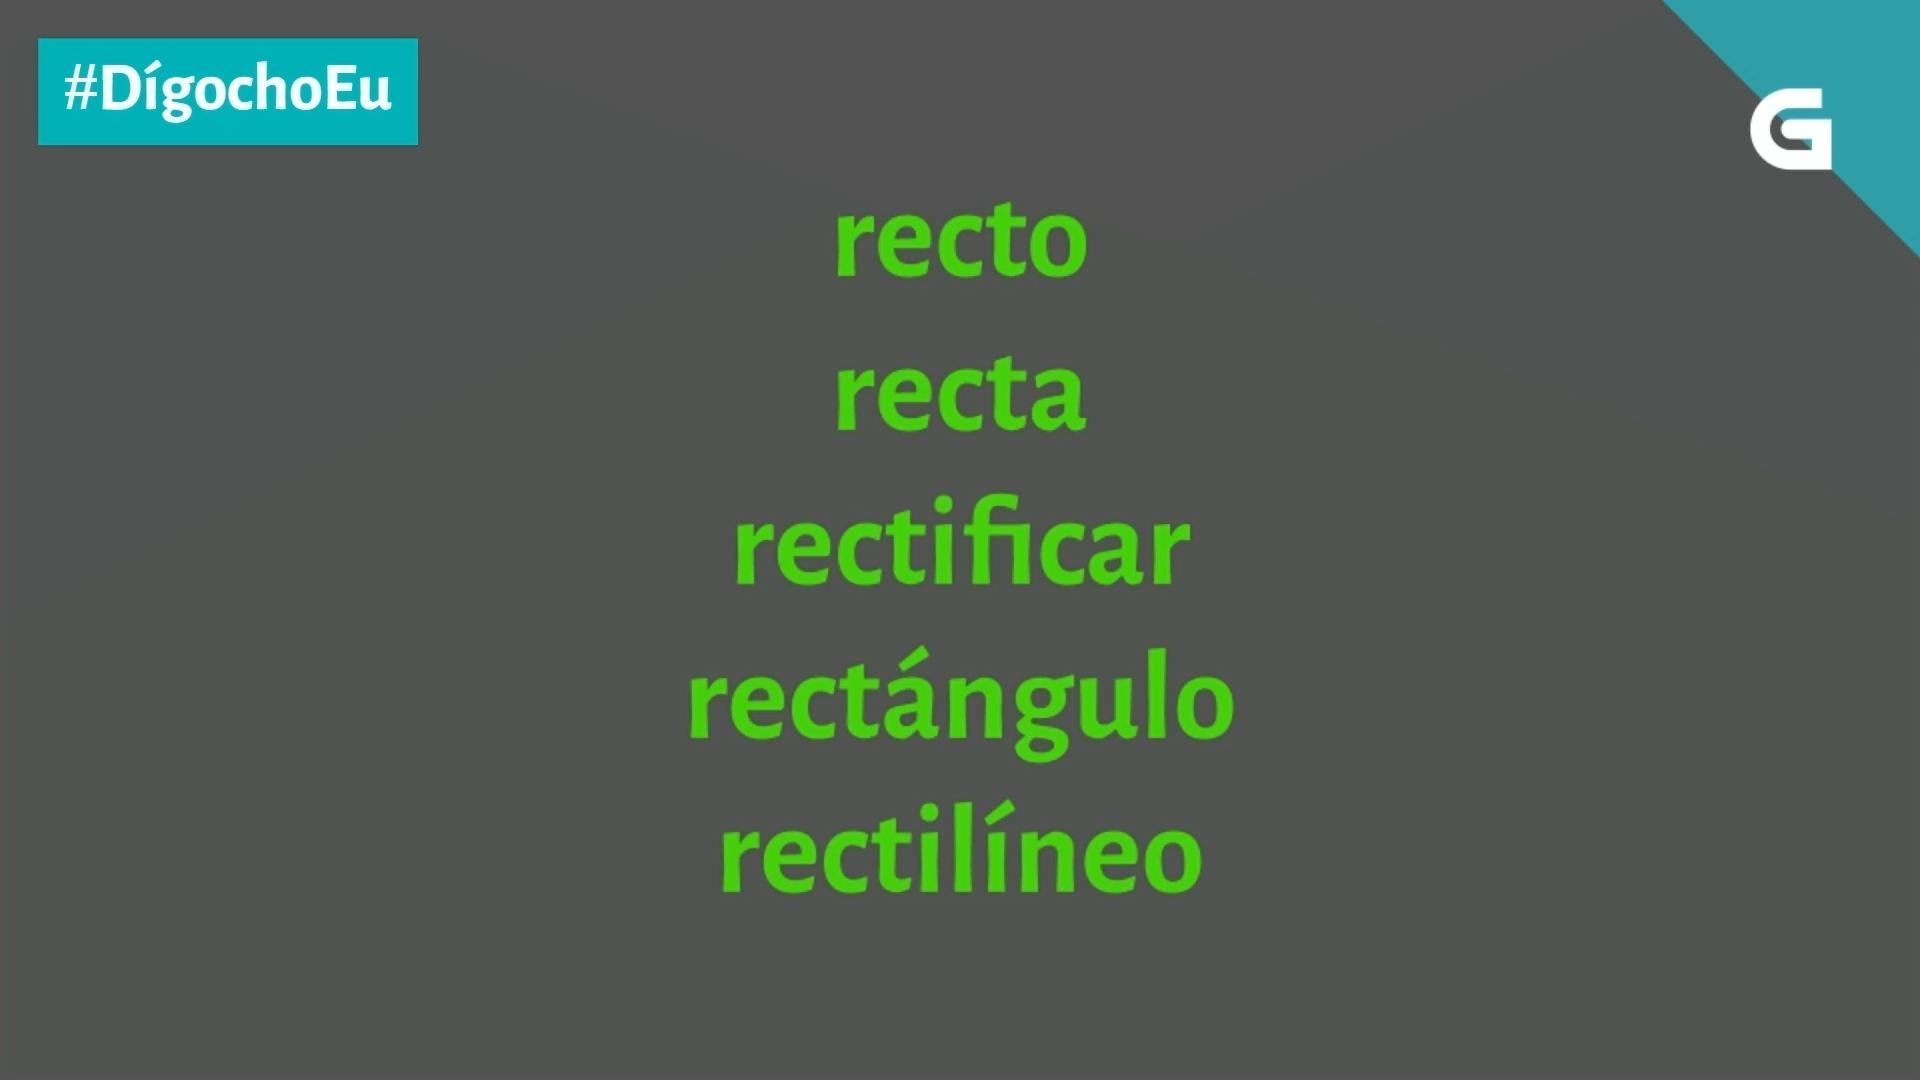 #DígochoEu
G
recto
recta
rectificar
rectángulo
rectilíneo